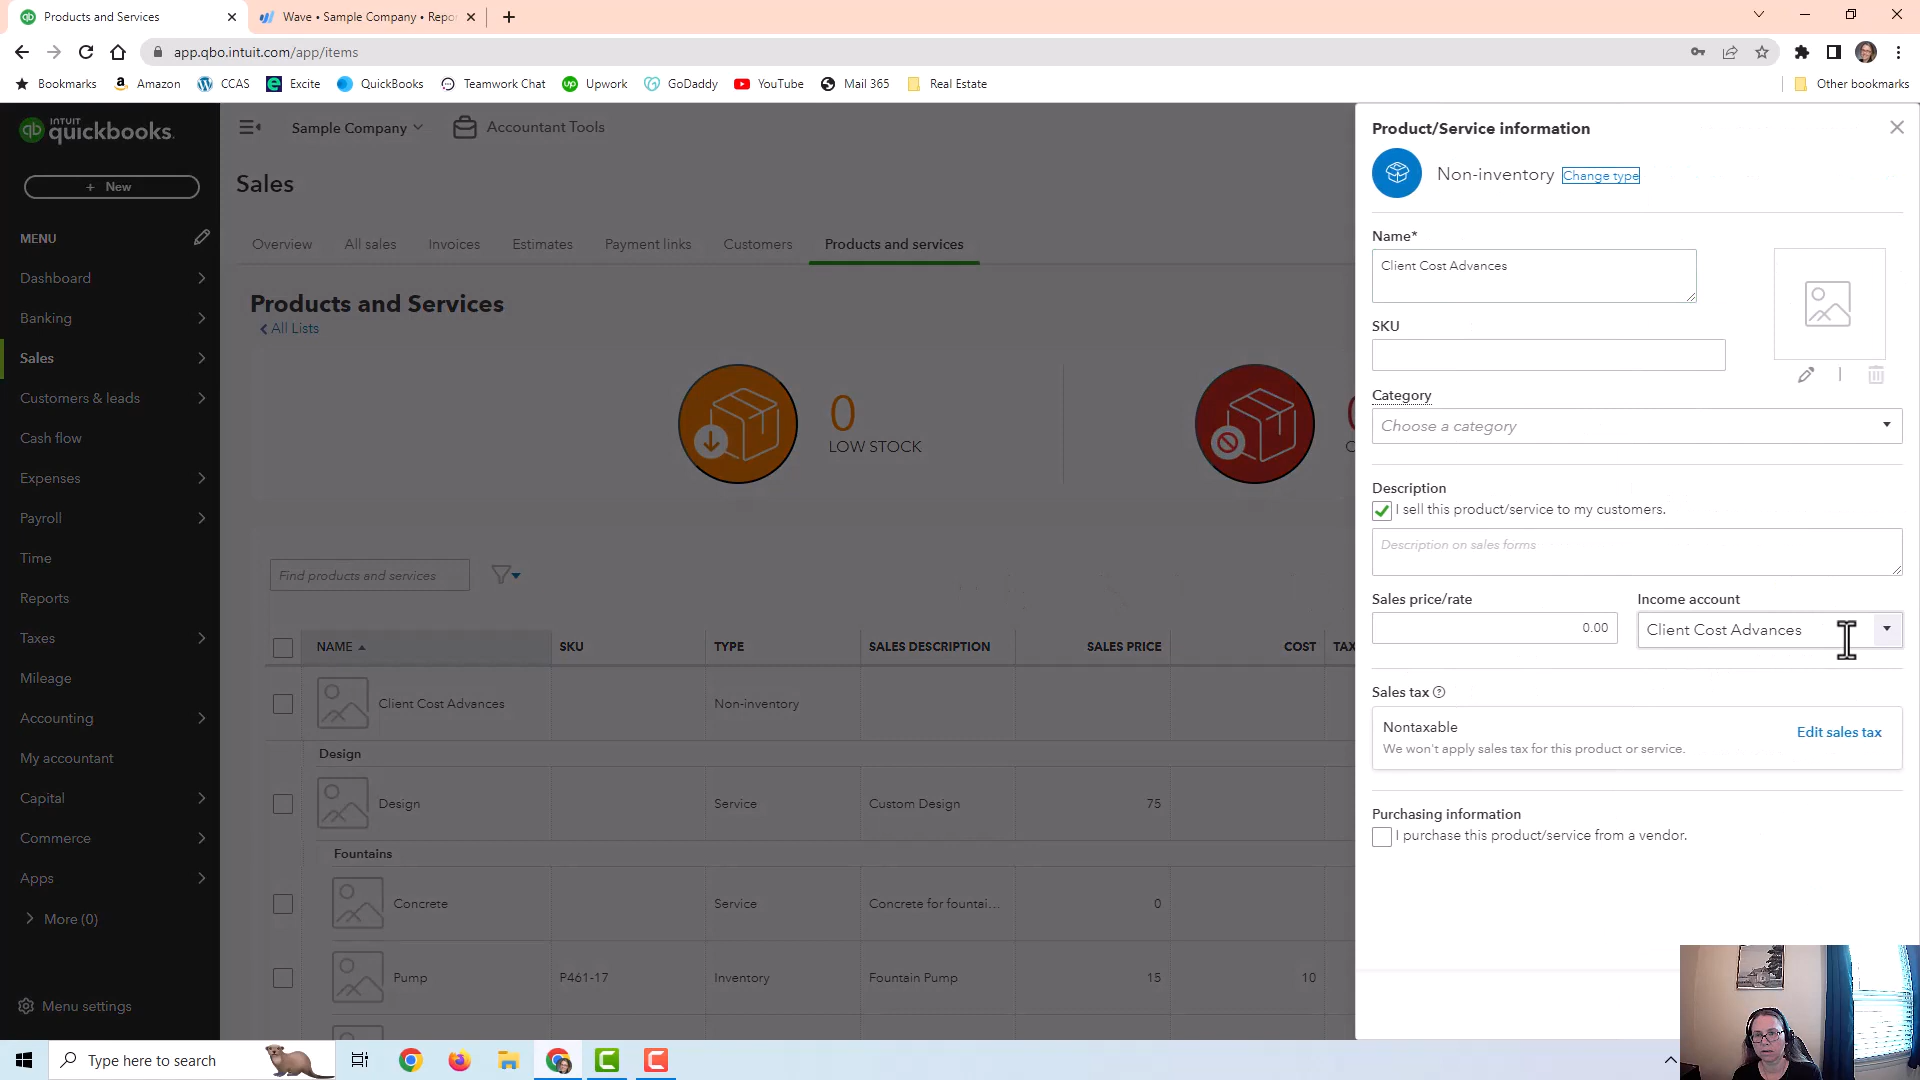 Products and Services
Wave • Sample Company • Repor
app.qbo.intuit.com/app/items
Bookmarks
Amazon
CCAS
Excite
QuickBooks
Teamwork Chat
Upwork
GoDaddy
YouTube
Mail 365
Real Estate
Other bookmarks
INTUIT
quickbooks.
+ New
MENU
Dashboard
Banking
Sales
Customers & leads
Cash flow
Expenses
Payroll
Time
Reports
Taxes
Mileage
Accounting
My accountant
Capital
Commerce
Apps
More (0)
Menu settings
Sample Company
Accountant Tools
Sales
Overview
All sales
Invoices
Estimates
Payment links
Customers
Products and services
Products and Services
All Lists
0
LOW STOCK
Find products and services
NAME
SKU
TYPE
SALES DESCRIPTION
SALES PRICE
COST
TAX
Client Cost Advances
Non-inventory
Design
Design
Service
Custom Design
75
Fountains
Concrete
Service
Concrete for fountai...
0
Pump
P461-17
Inventory
Fountain Pump
15
10
Product/Service information
Non-inventory
Change type
Name*
Client Cost Advances
SKU
Category
Choose a category
Description
I sell this product/service to my customers.
Description on sales forms
Sales price/rate
Income account
0.00
Client Cost Advances
Sales tax
Nontaxable
We won't apply sales tax for this product or service.
Edit sales tax
Purchasing information
I purchase this product/service from a vendor.
Type here to search